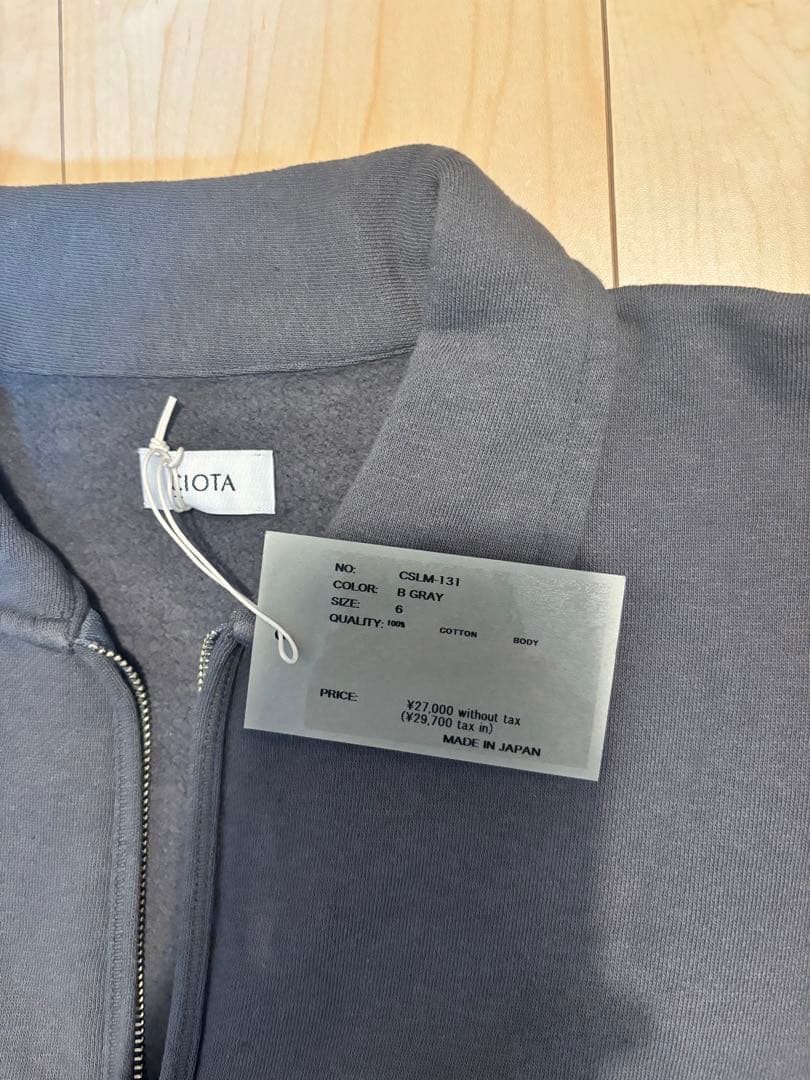 CIOTA
NO: CSLM-131
COLOR: B GRAY
SIZE: 6
QUALITY: 100% COTTON BODY
PRICE: ¥27,000 without tax
(¥29,700 tax in)
MADE IN JAPAN